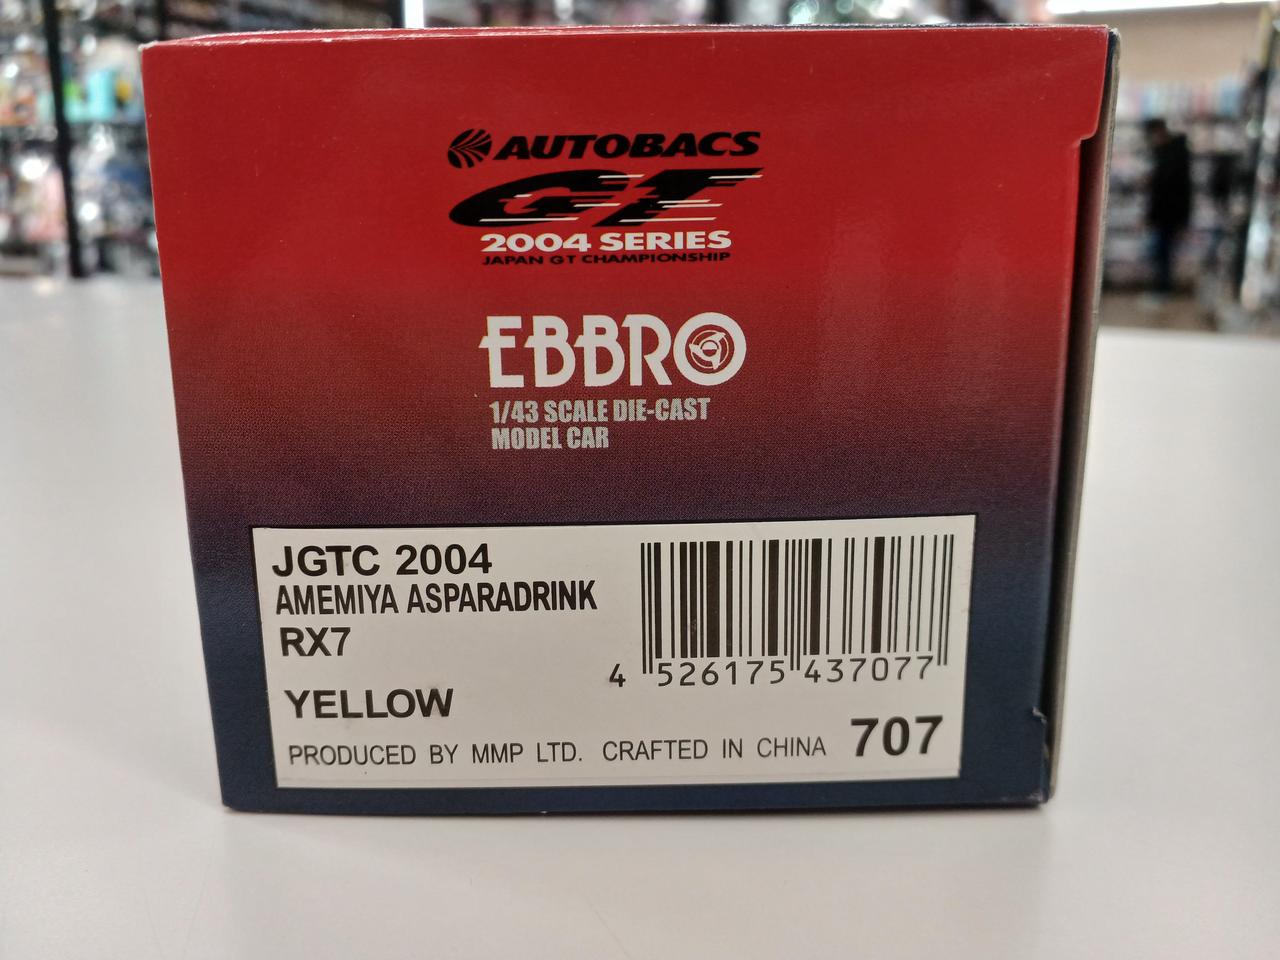 AUTOBACS
GT
2004 SERIES
JAPAN GT CHAMPIONSHIP
EBBRO
1/43 SCALE DIE-CAST
MODEL CAR
JGTC 2004
AMEMIYA ASPARADRINK
RX7
YELLOW
4 526175 437077
PRODUCED BY MMP LTD. CRAFTED IN CHINA 707